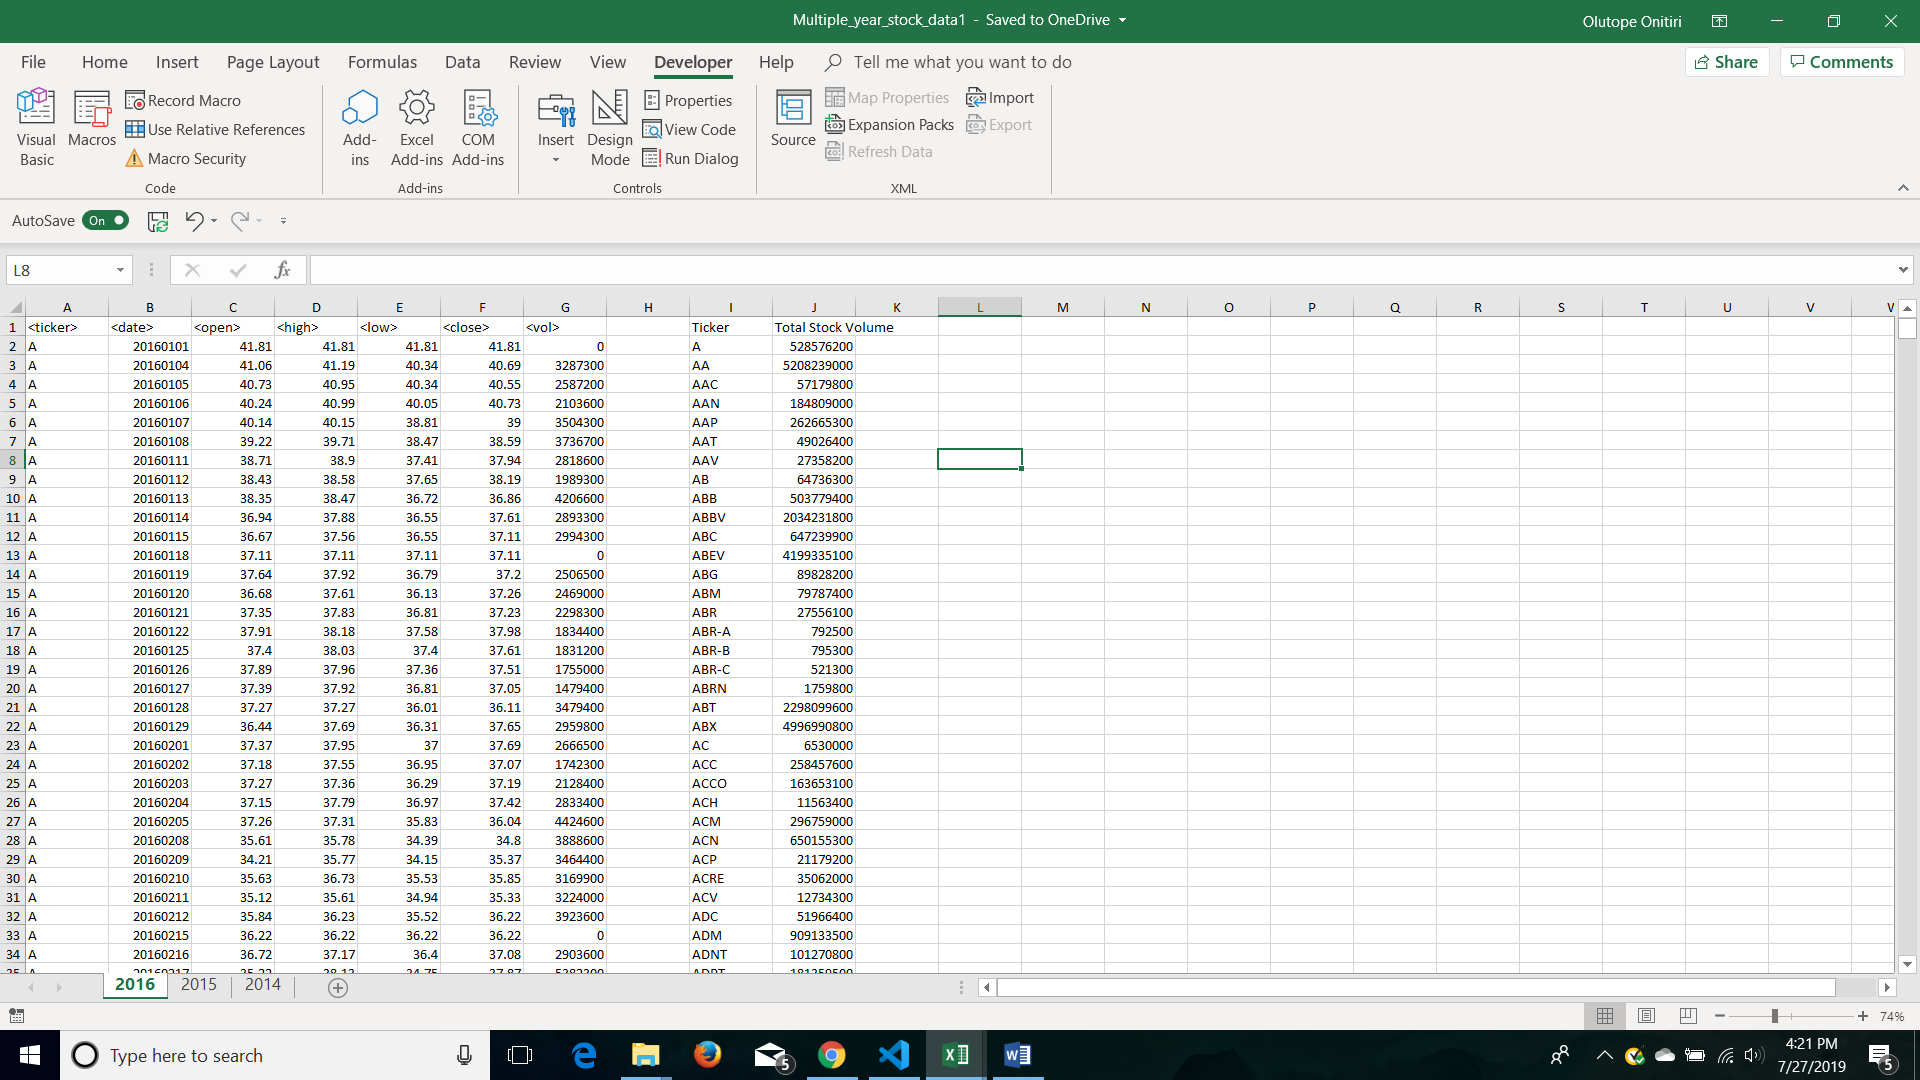 Multiple_year_stock_data1 - Saved to OneDrive
Olutope Onitiri
File Home Insert Page Layout Formulas Data Review View Developer Help Tell me what you want to do Share Comments
Visual Basic
Macros
Record Macro
Use Relative References
Macro Security
Code
Add-ins
Excel Add-ins
COM Add-ins
Add-ins
Insert
Design Mode
Properties
View Code
Run Dialog
Controls
Source
Map Properties
Expansion Packs
Refresh Data
Import
Export
XML
AutoSave On
L8
fx
A B C D E F G H I J K L M N O P Q R S T U V W
1 <ticker> <date> <open> <high> <low> <close> <vol> Ticker Total Stock Volume
2 A 20160101 41.81 41.81 41.81 41.81 0 A 528576200
3 A 20160104 41.06 41.19 40.34 40.69 3287300 AA 5208239000
4 A 20160105 40.73 40.95 40.34 40.55 2587200 AAC 57179800
5 A 20160106 40.24 40.99 40.05 40.73 2103600 AAN 184809000
6 A 20160107 40.14 40.15 38.81 39 3504300 AAP 262665300
7 A 20160108 39.22 39.71 38.47 38.59 3736700 AAT 49026400
8 A 20160111 38.71 38.9 37.41 37.94 2818600 AAV 27358200
9 A 20160112 38.43 38.58 37.65 38.19 1989300 AB 64736300
10 A 20160113 38.35 38.47 36.72 36.86 4206600 ABB 503779400
11 A 20160114 36.94 37.88 36.55 37.61 2893300 ABBV 2034231800
12 A 20160115 36.67 37.56 36.55 37.11 2994300 ABC 647239900
13 A 20160118 37.11 37.11 37.11 37.11 0 ABEV 4199335100
14 A 20160119 37.64 37.92 36.79 37.2 2506500 ABG 89828200
15 A 20160120 36.68 37.61 36.13 37.26 2469000 ABM 79787400
16 A 20160121 37.35 37.83 36.81 37.23 2298300 ABR 27556100
17 A 20160122 37.91 38.18 37.58 37.98 1834400 ABR-A 792500
18 A 20160125 37.4 38.03 37.4 37.61 1831200 ABR-B 795300
19 A 20160126 37.89 37.96 37.36 37.51 1755000 ABR-C 521300
20 A 20160127 37.39 37.92 36.81 37.05 1479400 ABRN 1759800
21 A 20160128 37.27 37.27 36.01 36.11 3479400 ABT 2298099600
22 A 20160129 36.44 37.69 36.31 37.65 2959800 ABX 4996990800
23 A 20160201 37.37 37.95 37 37.69 2666500 AC 6530000
24 A 20160202 37.18 37.55 36.95 37.07 1742300 ACC 258457600
25 A 20160203 37.27 37.36 36.29 37.19 2128400 ACCO 163653100
26 A 20160204 37.15 37.79 36.97 37.42 2833400 ACH 11563400
27 A 20160205 37.26 37.31 35.83 36.04 4424600 ACM 296759000
28 A 20160208 35.61 35.78 34.39 34.8 3888600 ACN 650155300
29 A 20160209 34.21 35.77 34.15 35.37 3464400 ACP 21179200
30 A 20160210 35.63 36.73 35.53 35.85 3169900 ACRE 35062000
31 A 20160211 35.12 35.61 34.94 35.33 3224000 ACV 12734300
32 A 20160212 35.84 36.23 35.52 36.22 3923600 ADC 51966400
33 A 20160215 36.22 36.22 36.22 36.22 0 ADM 909133500
34 A 20160216 36.72 37.17 36.4 37.08 2903600 ADNT 101270800
2016 2015 2014
74%
Type here to search
5
4:21 PM
7/27/2019
5